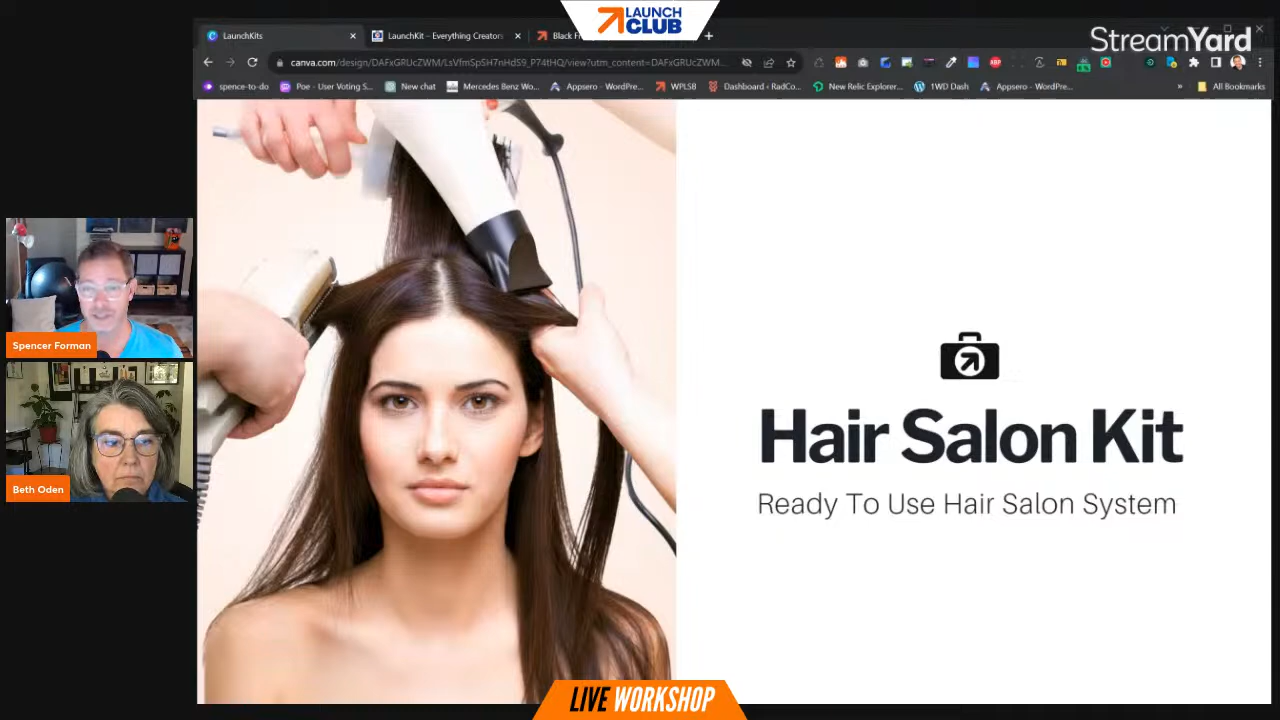 LAUNCH
CLUB
StreamYard
LaunchKits
LaunchKit – Everything Creators
Black Fr
canva.com/design/DAFxGRUcZWM/LsVfmSpSH7nHdS9_P74tHQ/view?utm_content=DAFxGRUcZWM...
spence-to-do
Poe - User Voting S...
New chat
Mercedes Benz Wo...
Appsero - WordPre...
WPLS8
Dashboard ‹ RadCo...
New Relic Explorer...
1WD Dash
Appsero - WordPre...
»
All Bookmarks
Hair Salon Kit
Ready To Use Hair Salon System
Spencer Forman
Beth Oden
LIVE WORKSHOP